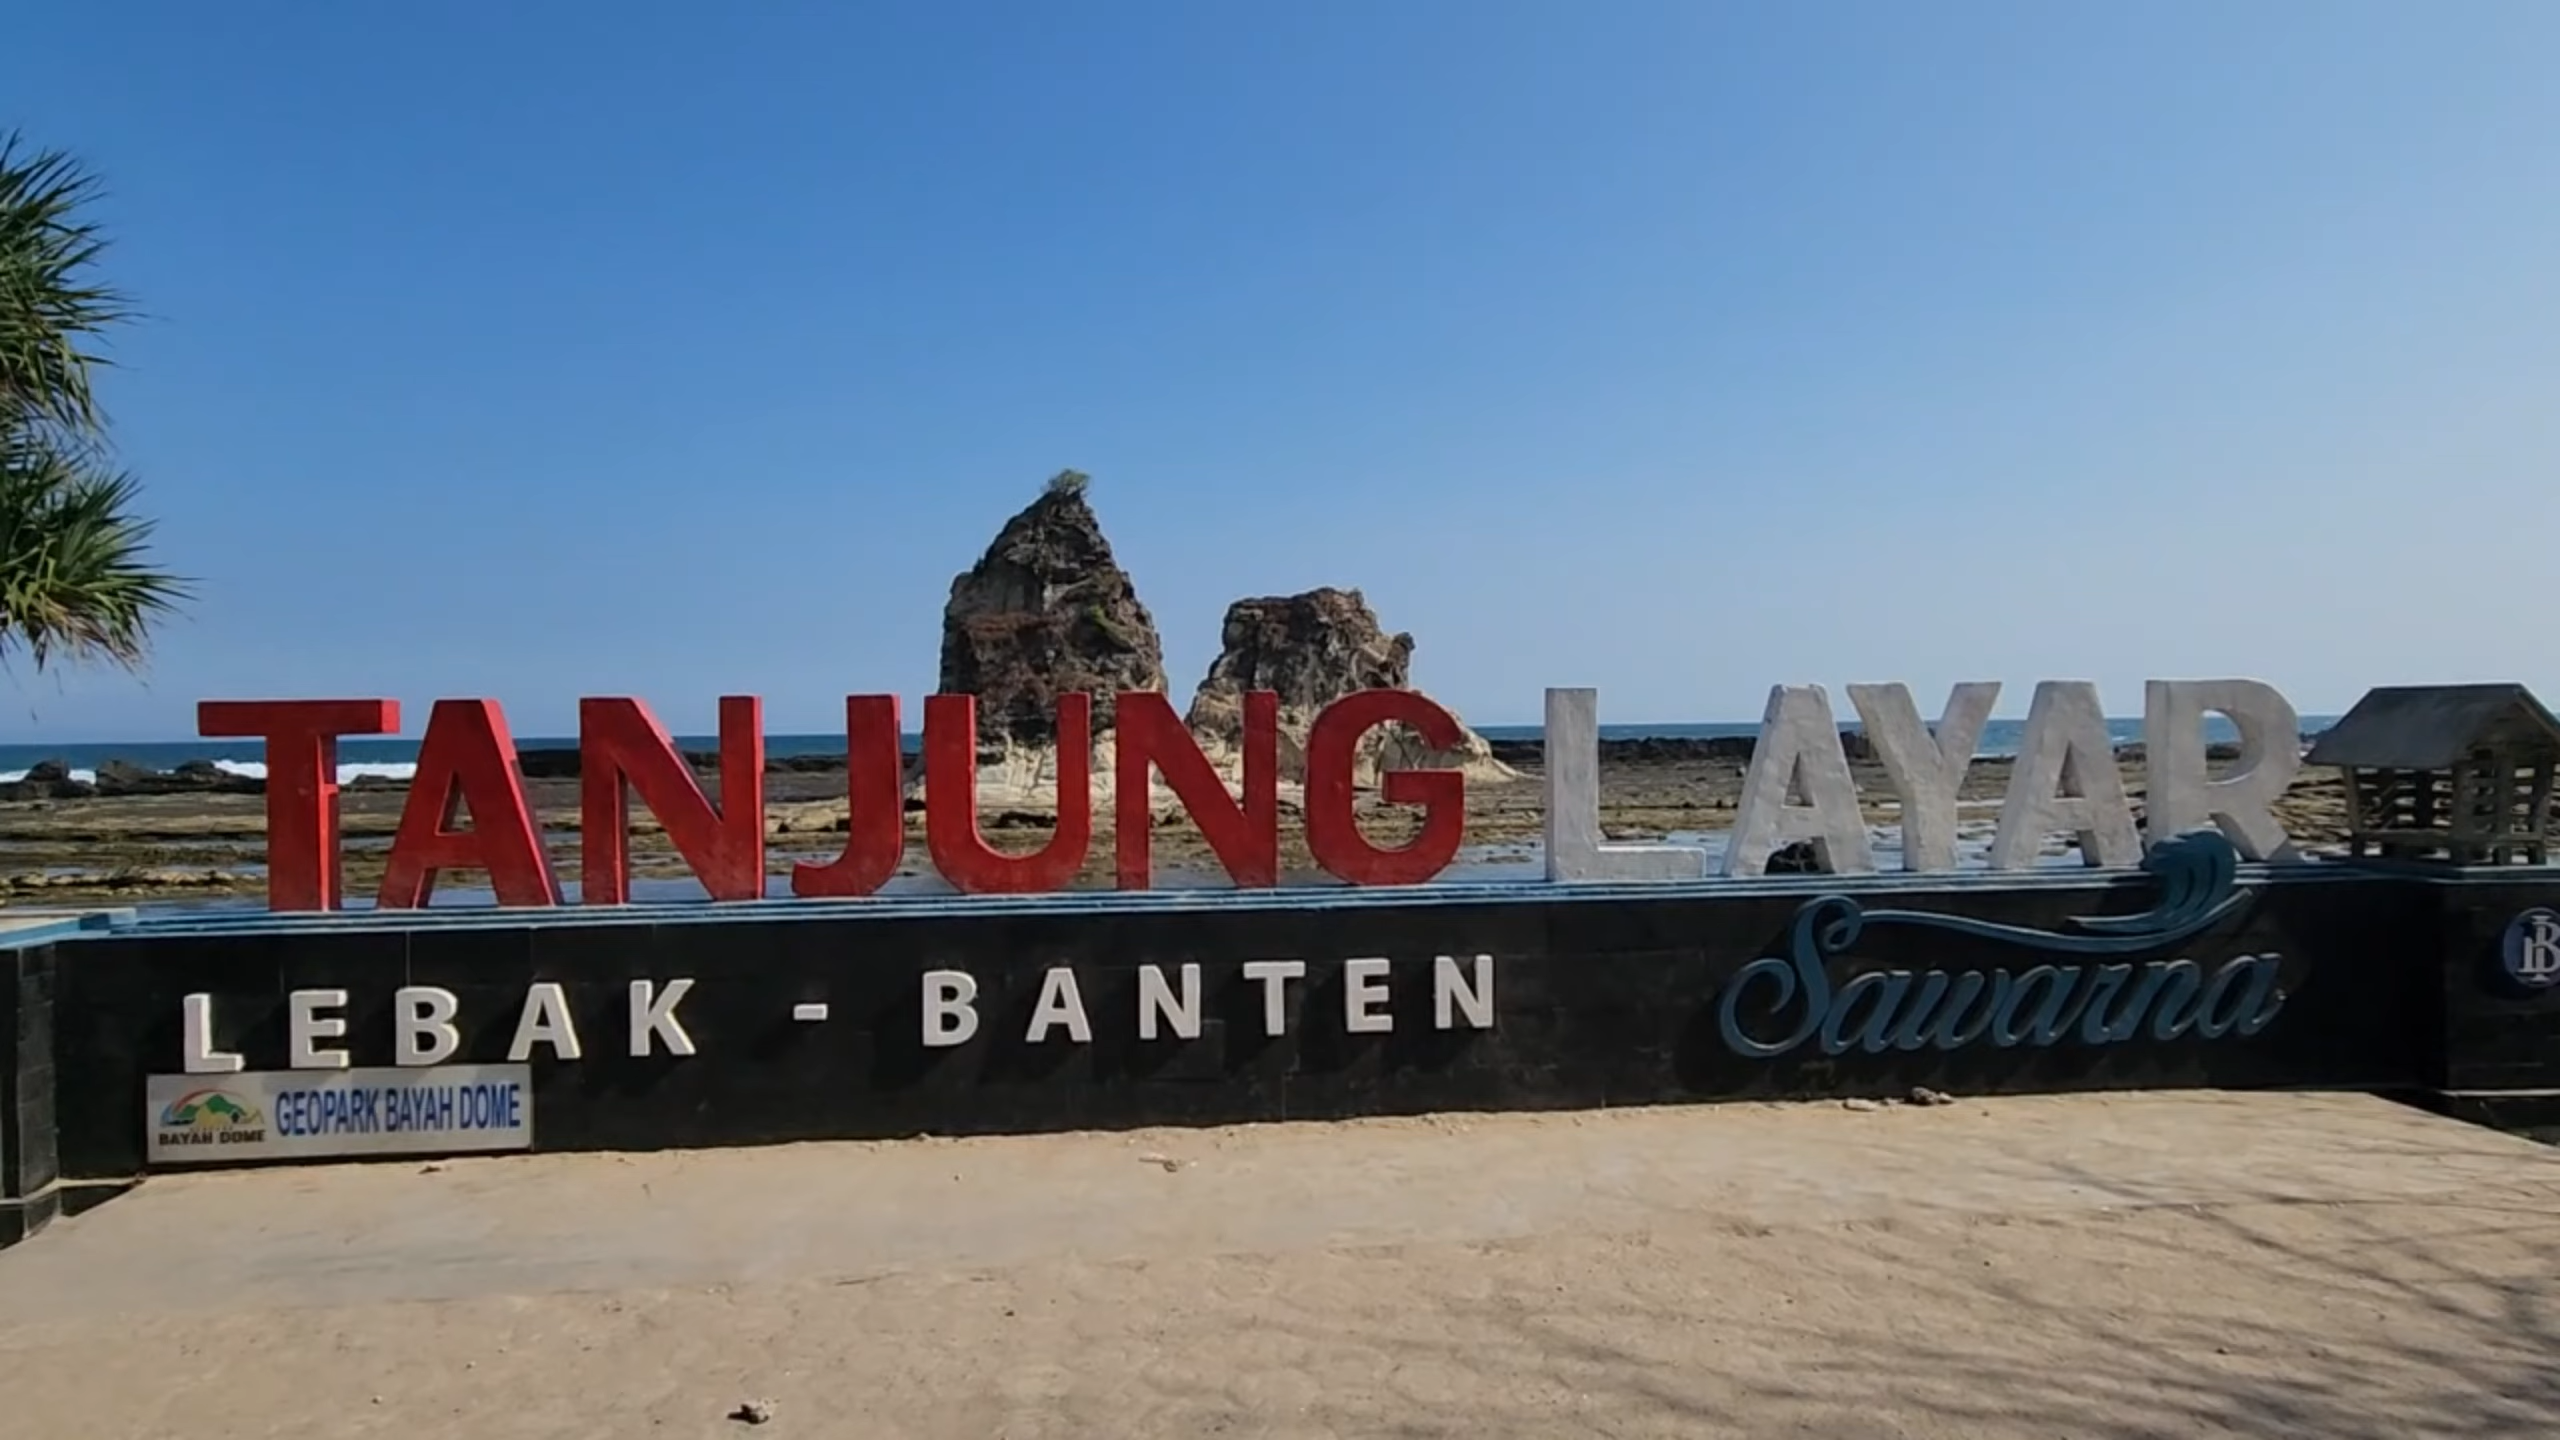 TANJUNG LAYAR
LEBAK - BANTEN
Sawarna
BAYAH DOME
GEOPARK BAYAH DOME